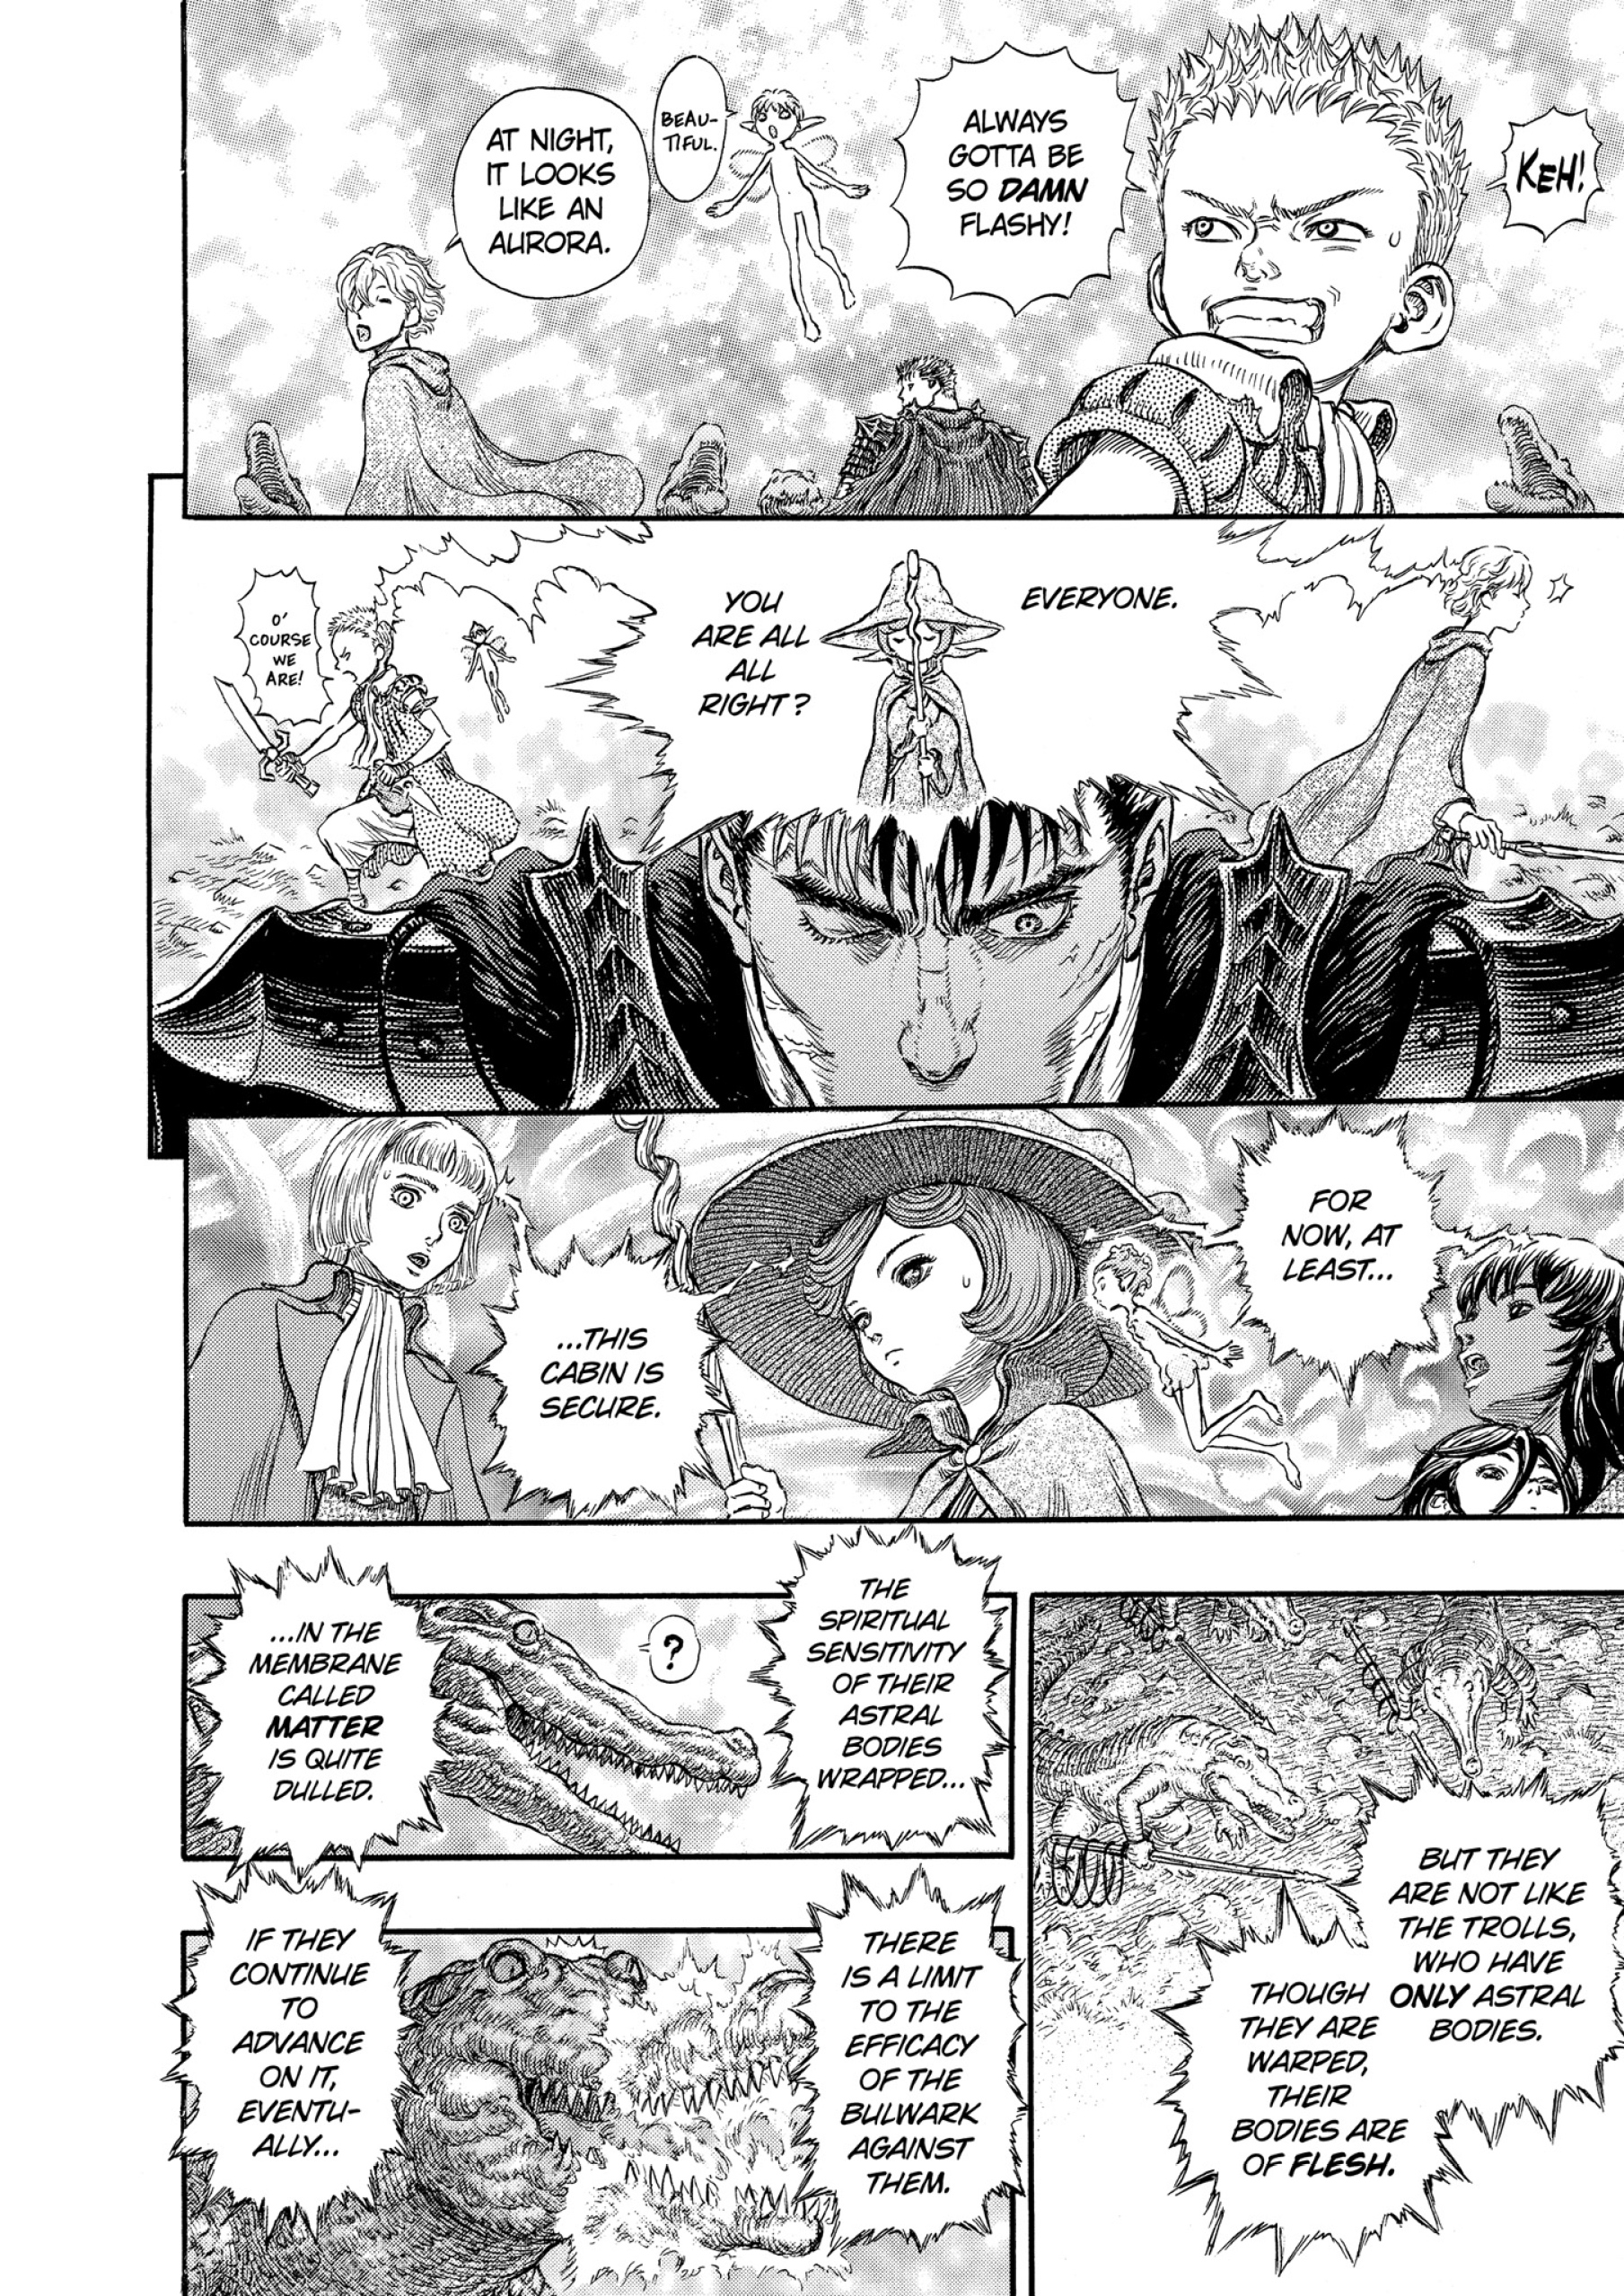 KEH!
ALWAYS
GOTTA BE
SO DAMN
FLASHY!
BEAU-
TIFUL.
AT NIGHT,
IT LOOKS
LIKE AN
AURORA.
EVERYONE.
YOU
ARE ALL
ALL
RIGHT?
O'
COURSE
WE
ARE!
FOR
NOW, AT
LEAST...
...THIS
CABIN IS
SECURE.
BUT THEY
ARE NOT LIKE
THE TROLLS,
WHO HAVE
ONLY ASTRAL
BODIES.
THOUGH
THEY ARE
WARPED,
THEIR
BODIES ARE
OF FLESH.
THE
SPIRITUAL
SENSITIVITY
OF THEIR
ASTRAL
BODIES
WRAPPED...
?
...IN THE
MEMBRANE
CALLED
MATTER
IS QUITE
DULLED.
THERE
IS A LIMIT
TO THE
EFFICACY
OF THE
BULWARK
AGAINST
THEM.
IF THEY
CONTINUE
TO
ADVANCE
ON IT,
EVENTU-
ALLY...